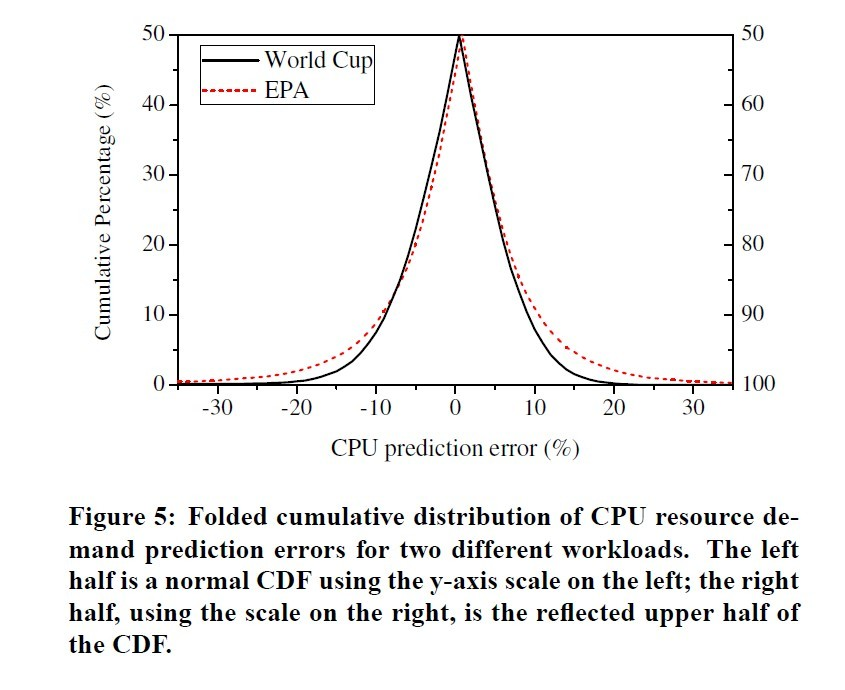 50
50
World Cup
EPA
40
60
Cumulative Percentage (%)
30
70
20
80
10
90
0
100
-30 -20 -10 0 10 20 30
CPU prediction error (%)
Figure 5: Folded cumulative distribution of CPU resource de-
mand prediction errors for two different workloads. The left
half is a normal CDF using the y-axis scale on the left; the right
half, using the scale on the right, is the reflected upper half of
the CDF.